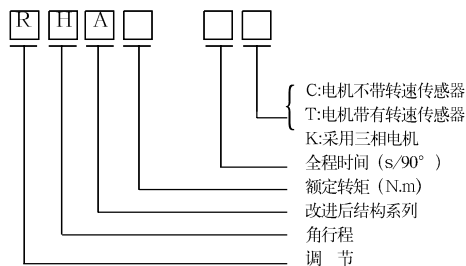 R H A
C:电机不带转速传感器
T:电机带有转速传感器
K:采用三相电机
全程时间（s/90°）
额定转矩（N.m）
改进后结构系列
角行程
调 节